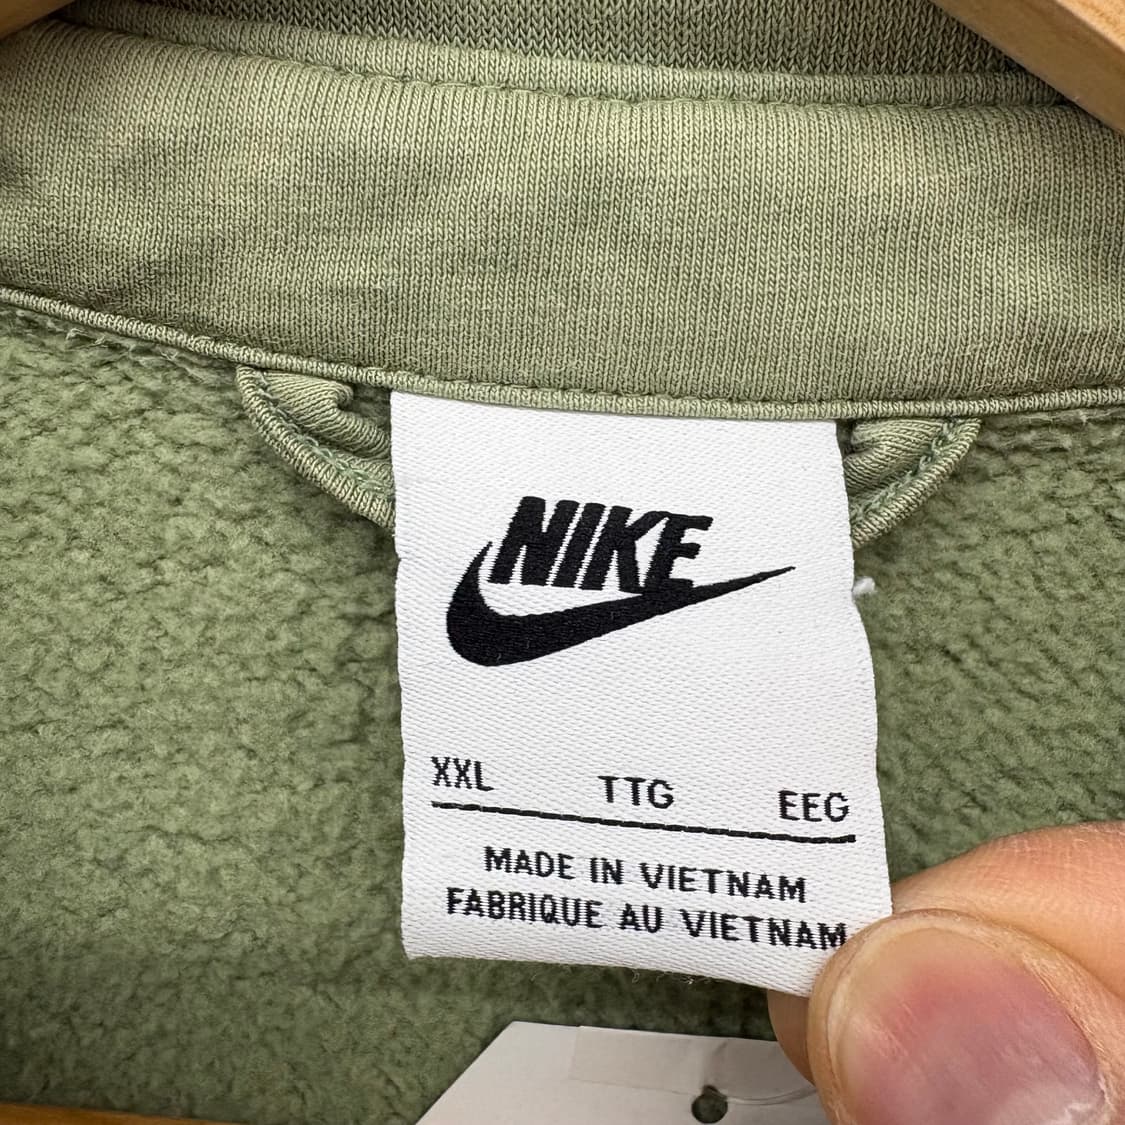 NIKE
XXL TTG EEG
MADE IN VIETNAM
FABRIQUE AU VIETNAM